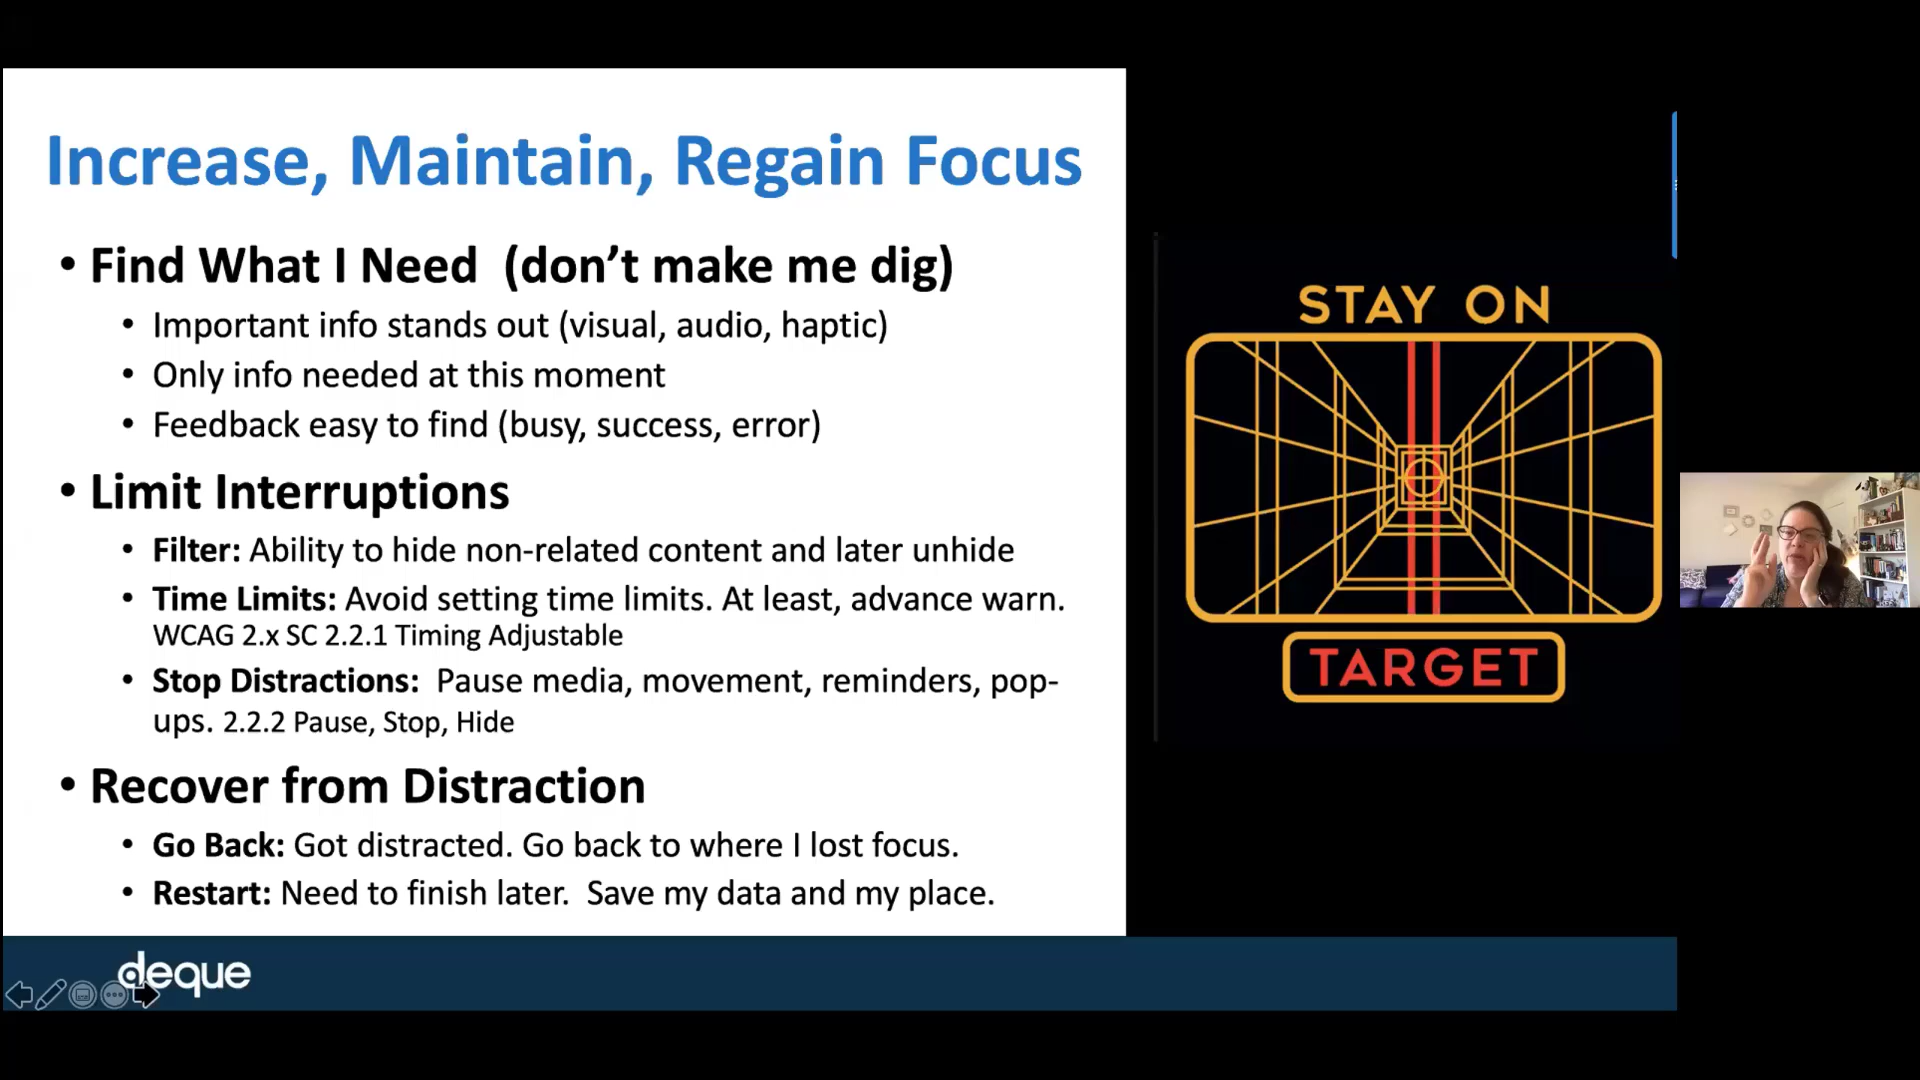 Increase, Maintain, Regain Focus
• Find What I Need  (don’t make me dig)
• Important info stands out (visual, audio, haptic)
• Only info needed at this moment
• Feedback easy to find (busy, success, error)
• Limit Interruptions
• Filter: Ability to hide non-related content and later unhide
• Time Limits: Avoid setting time limits. At least, advance warn.
WCAG 2.x SC 2.2.1 Timing Adjustable
• Stop Distractions:  Pause media, movement, reminders, pop-
ups. 2.2.2 Pause, Stop, Hide
• Recover from Distraction
• Go Back: Got distracted. Go back to where I lost focus.
• Restart: Need to finish later.  Save my data and my place.
STAY ON
TARGET
deque